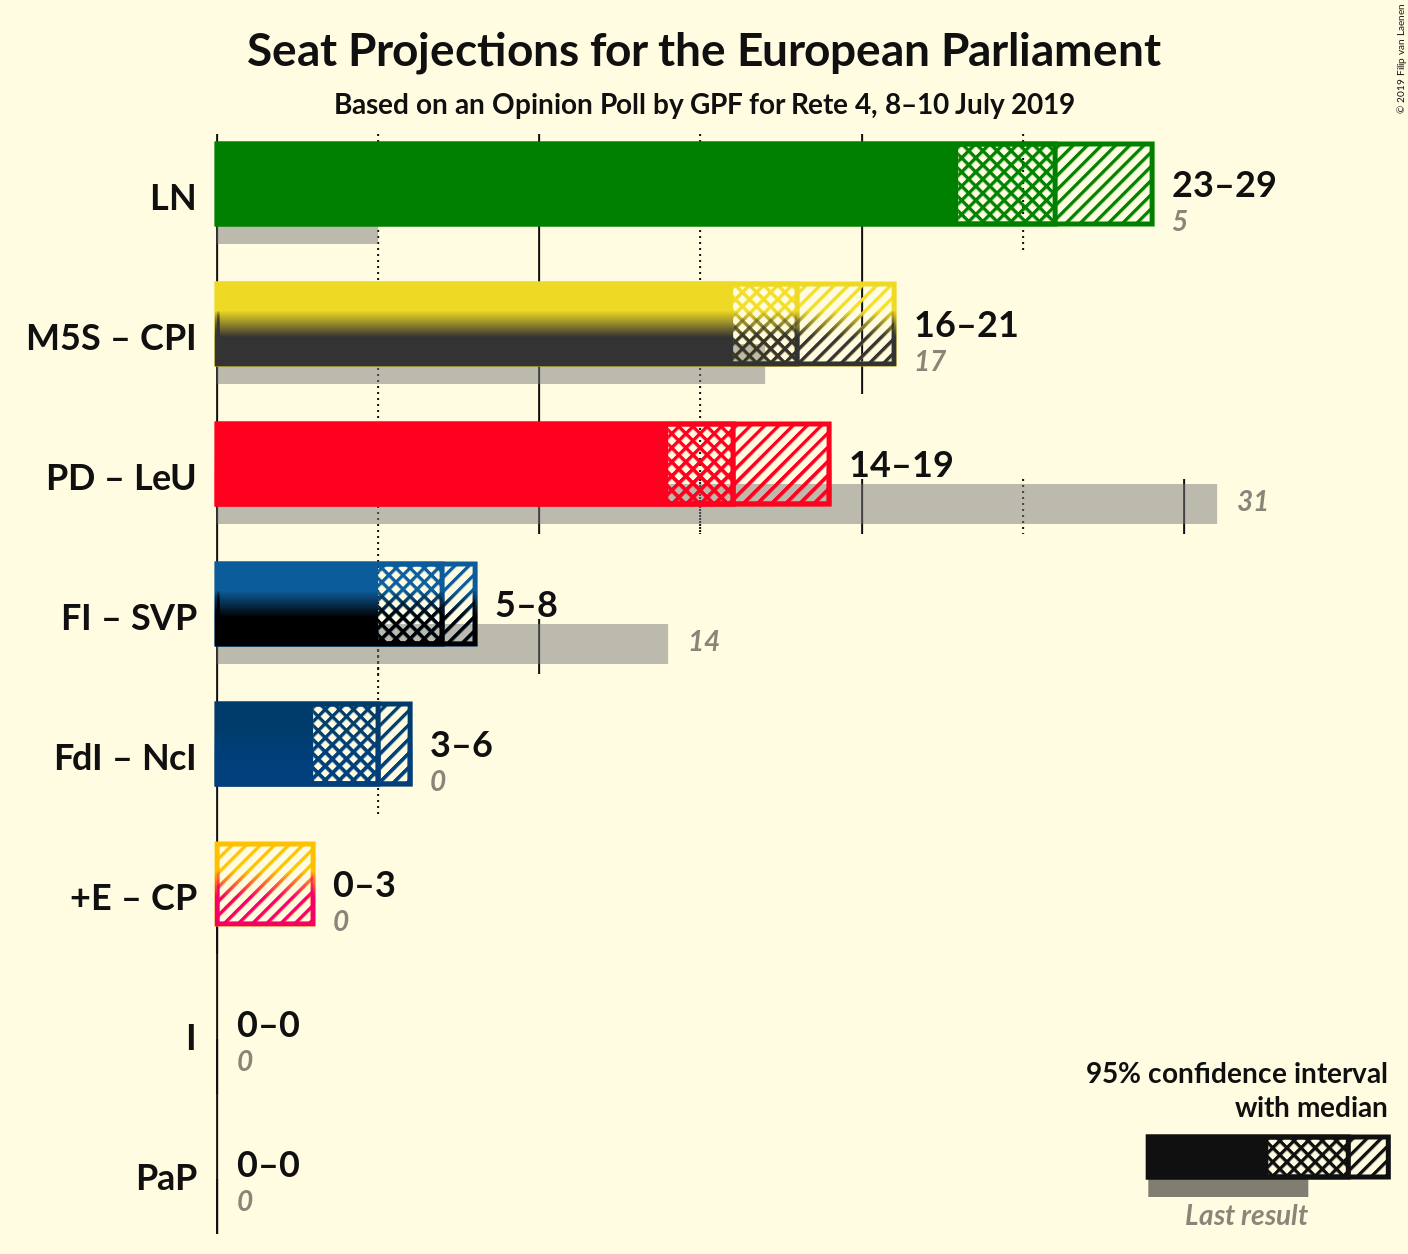 Seat Projections for the European Parliament
Based on an Opinion Poll by GPF for Rete 4, 8–10 July 2019
© 2019 Filip van Laenen
LN
23–29
5
M5S – CPI
16–21
17
PD – LeU
14–19
31
FI – SVP
5–8
14
FdI – NcI
3–6
0
+E – CP
0–3
0
I
0–0
0
PaP
0–0
0
95% confidence interval
with median
Last result